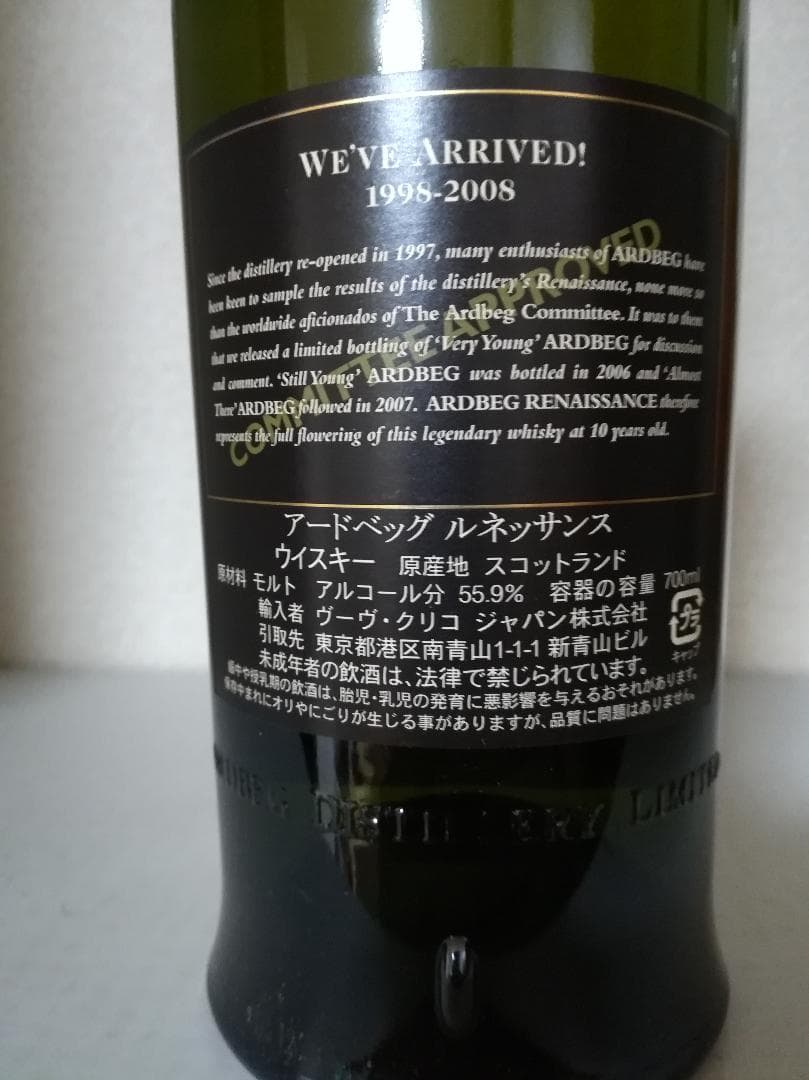 WE'VE ARRIVED!
1998-2008
Since the distillery re-opened in 1997, many enthusiasts of ARDBEG have
been keen to sample the results of the distillery's Renaissance, none more so
than the worldwide aficionados of The Ardbeg Committee. It was to them
that we released a limited bottling of 'Very Young' ARDBEG for discussion
and comment. 'Still Young' ARDBEG was bottled in 2006 and 'Almost
There' ARDBEG followed in 2007. ARDBEG RENAISSANCE therefore
represents the full flowering of this legendary whisky at 10 years old.
COMMITTEE APPROVED
アードベッグ ルネッサンス
ウイスキー 原産地 スコットランド
原材料 モルト アルコール分 55.9% 容器の容量 700ml
輸入者 ヴーヴ・クリコ ジャパン株式会社
引取先 東京都港区南青山1-1-1 新青山ビル
未成年者の飲酒は、法律で禁じられています。
娠中や授乳期の飲酒は、胎児・乳児の発育に悪影響を与えるおそれがあります。
保存中まれにオリやにごりが生じる事がありますが、品質に問題はありません。
プラ
キャップ
DBEG DISTILLERY LIMITE